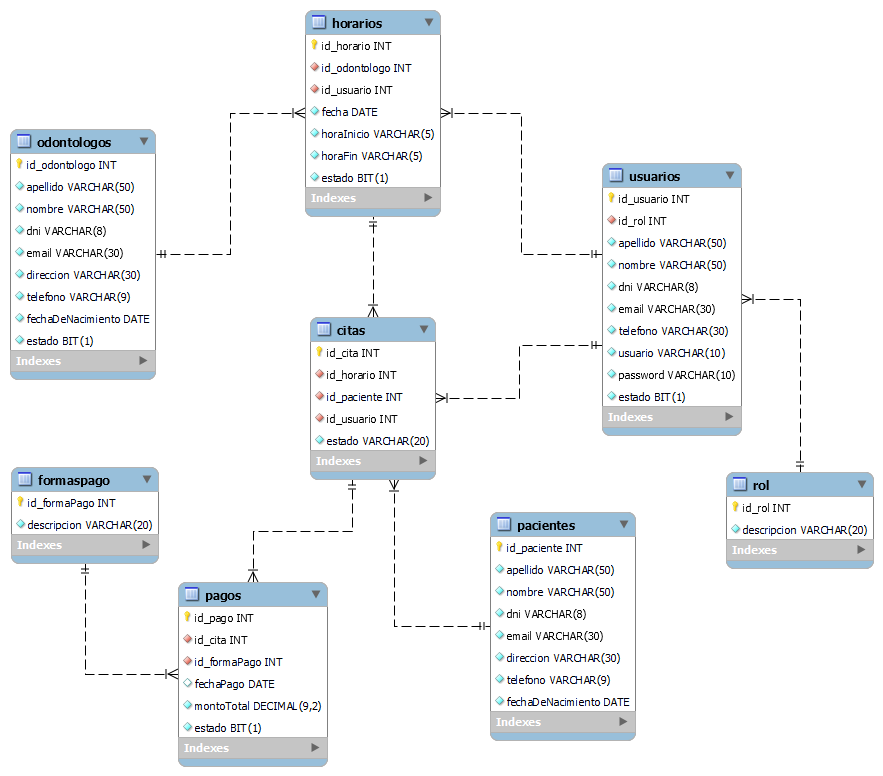 horarios
id_horario INT
id_odontologo INT
id_usuario INT
fecha DATE
horaInicio VARCHAR(5)
horaFin VARCHAR(5)
estado BIT(1)
Indexes
odontologos
id_odontologo INT
apellido VARCHAR(50)
nombre VARCHAR(50)
dni VARCHAR(8)
email VARCHAR(30)
direccion VARCHAR(30)
telefono VARCHAR(9)
fechaDeNacimiento DATE
estado BIT(1)
Indexes
usuarios
id_usuario INT
id_rol INT
apellido VARCHAR(50)
nombre VARCHAR(50)
dni VARCHAR(8)
email VARCHAR(30)
telefono VARCHAR(30)
usuario VARCHAR(10)
password VARCHAR(10)
estado BIT(1)
Indexes
citas
id_cita INT
id_horario INT
id_paciente INT
id_usuario INT
estado VARCHAR(20)
Indexes
formaspago
id_formaPago INT
descripcion VARCHAR(20)
Indexes
rol
id_rol INT
descripcion VARCHAR(20)
Indexes
pacientes
id_paciente INT
apellido VARCHAR(50)
nombre VARCHAR(50)
dni VARCHAR(8)
email VARCHAR(30)
direccion VARCHAR(30)
telefono VARCHAR(9)
fechaDeNacimiento DATE
Indexes
pagos
id_pago INT
id_cita INT
id_formaPago INT
fechaPago DATE
montoTotal DECIMAL(9,2)
estado BIT(1)
Indexes